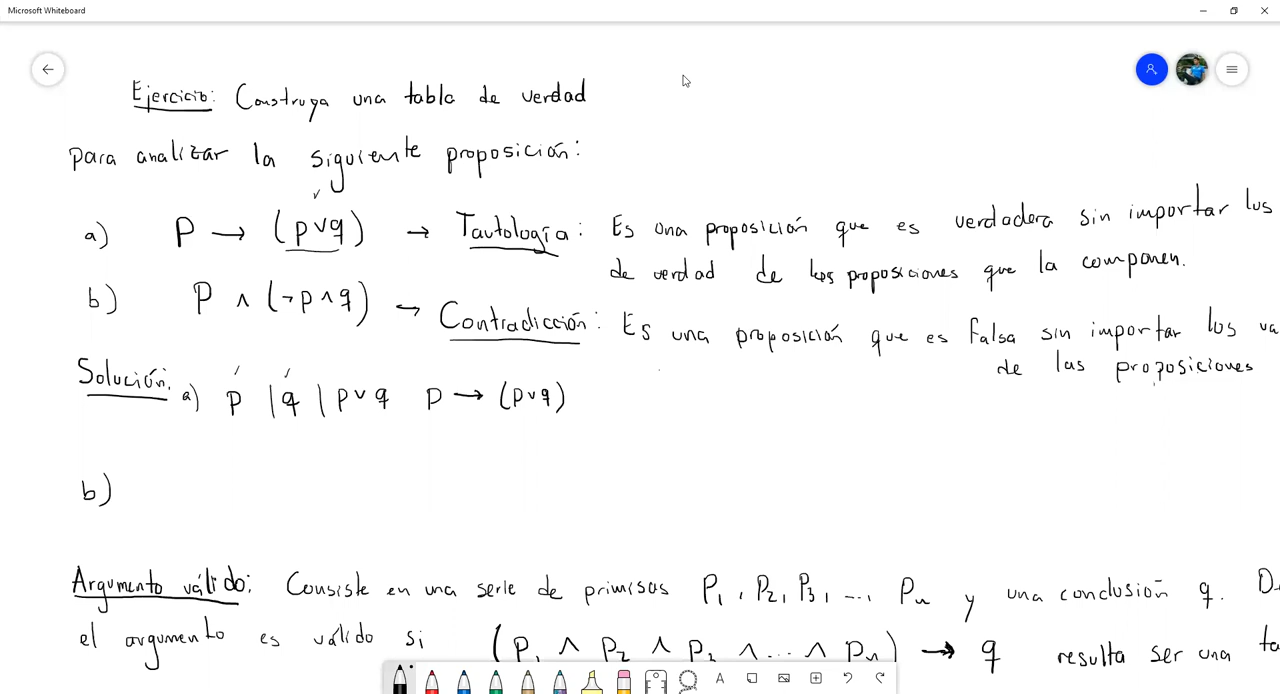 Microsoft Whiteboard
Ejercicio: Construya una tabla de verdad
para analizar la siguiente proposición:
a) p → (p ∨ q) → Tautología: Es una proposición que es verdadera sin importar los
de verdad de las proposiciones que la componen.
b) p ∧ (¬p ∧ q) → Contradicción: Es una proposición que es falsa sin importar los va
de las proposiciones
Solución: a) p | q | p ∨ q p → (p ∨ q)
b)
Argumento válido: Consiste en una serie de primisas P1, P2, P3, ..., Pn y una conclusión q. D
el argumento es válido si (P1 ∧ P2 ∧ P3 ∧ ... ∧ Pn) → q resulta ser una ta